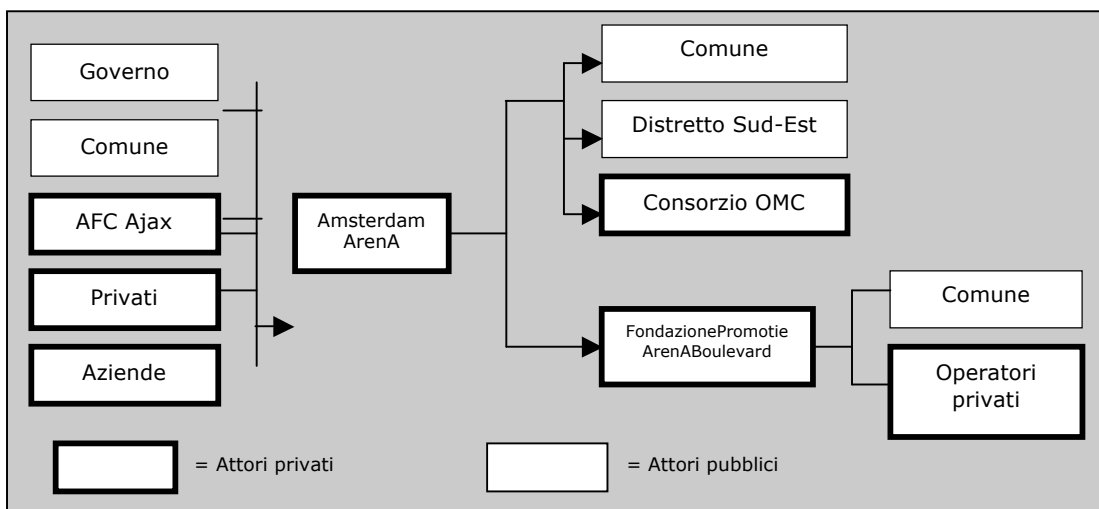 Governo
Comune
AFC Ajax
Privati
Aziende
Amsterdam
ArenA
Comune
Distretto Sud-Est
Consorzio OMC
FondazionePromotie
ArenABoulevard
Comune
Operatori
privati
= Attori privati
= Attori pubblici